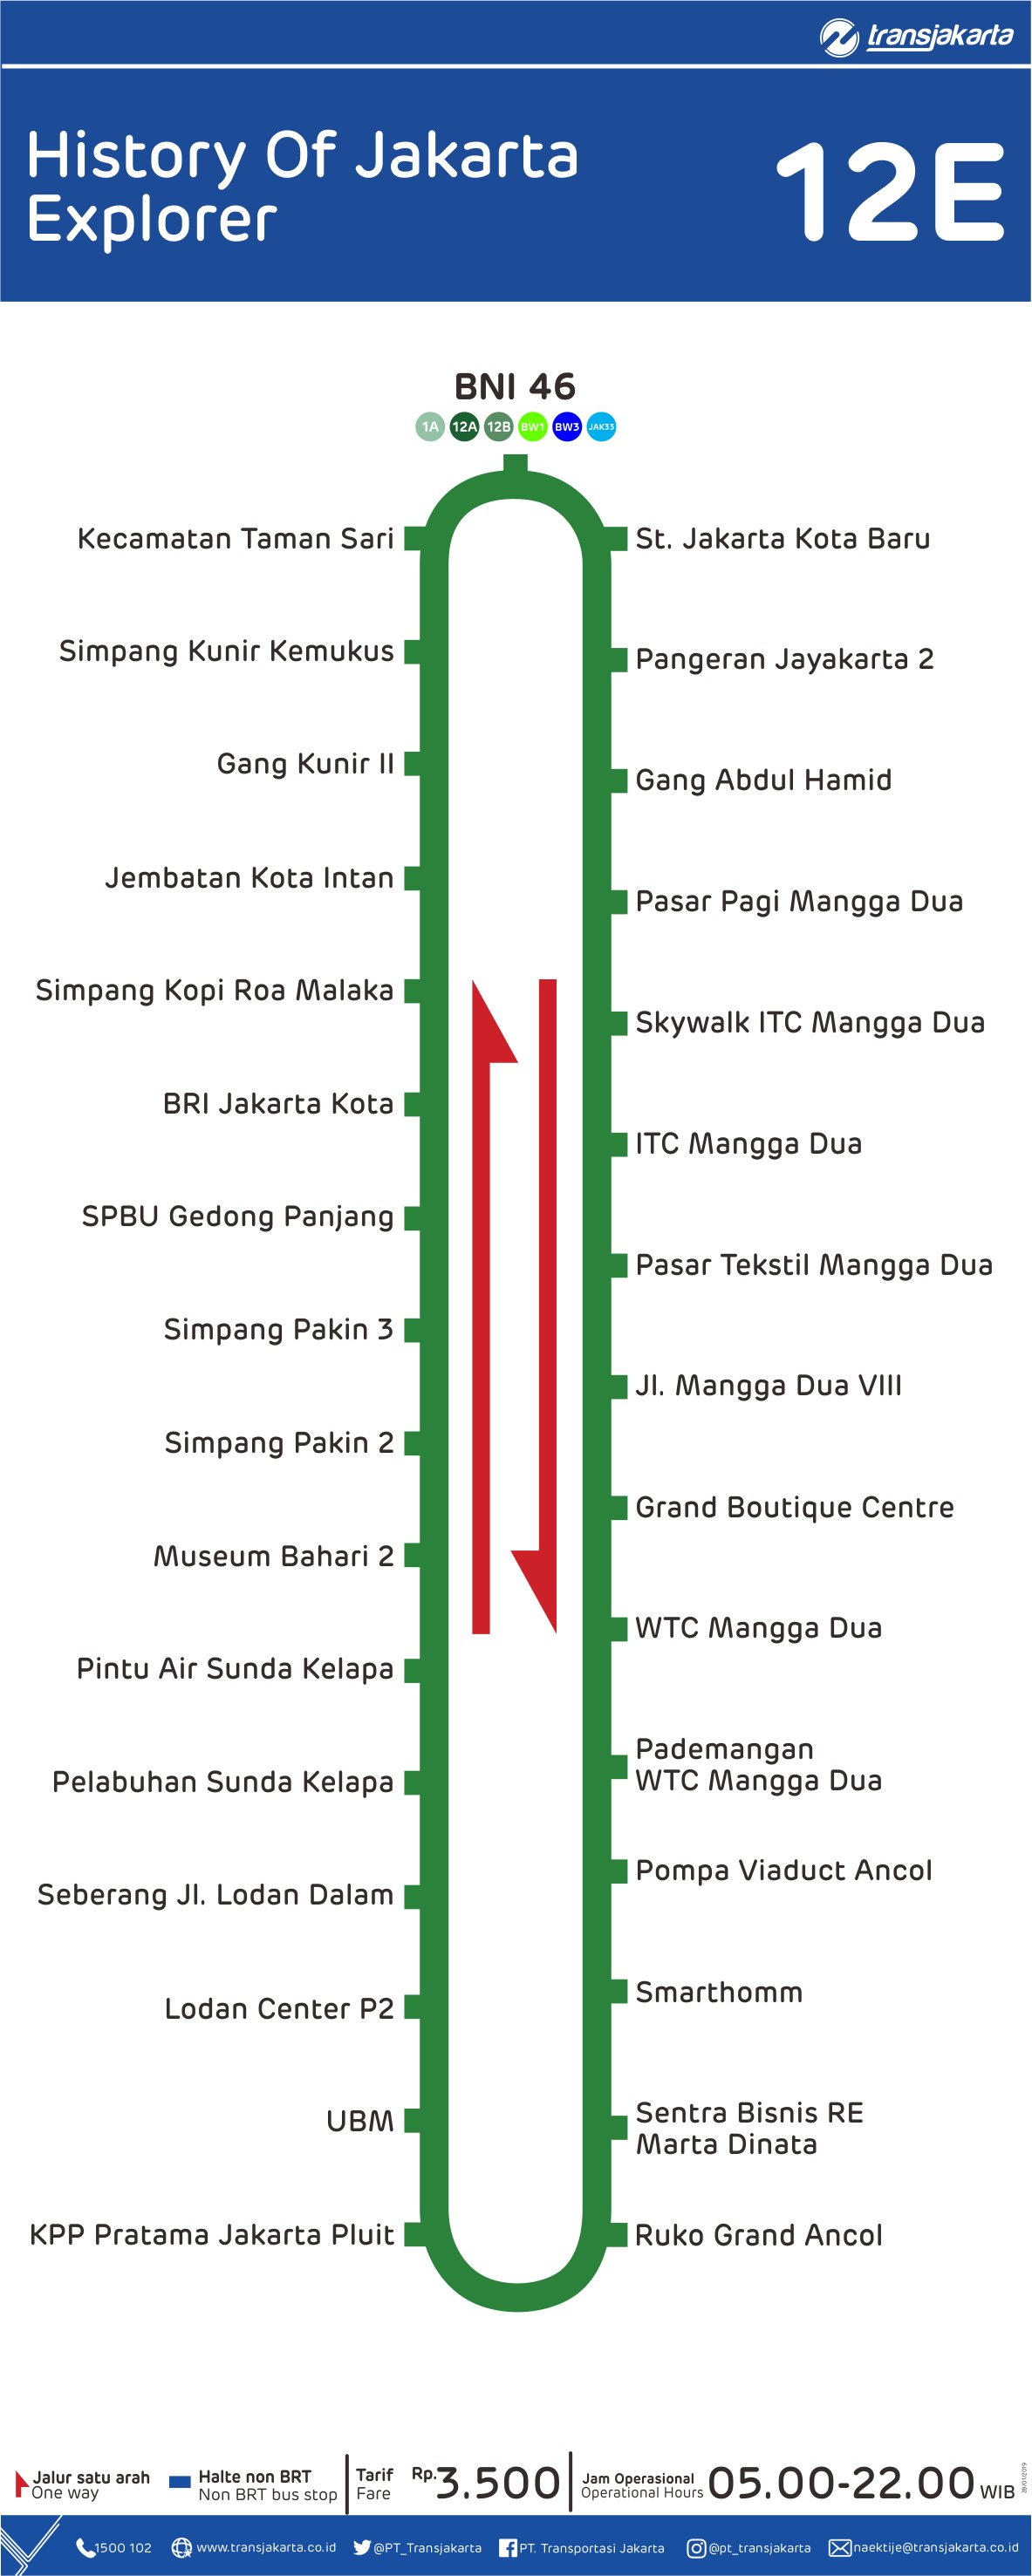 transjakarta
History Of Jakarta
Explorer
12E
BNI 46
1A 12A 12B BW1 BW3 JAK33
Kecamatan Taman Sari
Simpang Kunir Kemukus
Gang Kunir II
Jembatan Kota Intan
Simpang Kopi Roa Malaka
BRI Jakarta Kota
SPBU Gedong Panjang
Simpang Pakin 3
Simpang Pakin 2
Museum Bahari 2
Pintu Air Sunda Kelapa
Pelabuhan Sunda Kelapa
Seberang Jl. Lodan Dalam
Lodan Center P2
UBM
KPP Pratama Jakarta Pluit
St. Jakarta Kota Baru
Pangeran Jayakarta 2
Gang Abdul Hamid
Pasar Pagi Mangga Dua
Skywalk ITC Mangga Dua
ITC Mangga Dua
Pasar Tekstil Mangga Dua
Jl. Mangga Dua VIII
Grand Boutique Centre
WTC Mangga Dua
Pademangan
WTC Mangga Dua
Pompa Viaduct Ancol
Smarthomm
Sentra Bisnis RE
Marta Dinata
Ruko Grand Ancol
Jalur satu arah
One way
Halte non BRT
Non BRT bus stop
Tarif
Fare
Rp.3.500
Jam Operasional
Operational Hours
05.00-22.00 WIB
28/01/2019
1500 102
www.transjakarta.co.id
@PT_Transjakarta
PT. Transportasi Jakarta
@pt_transjakarta
naektije@transjakarta.co.id